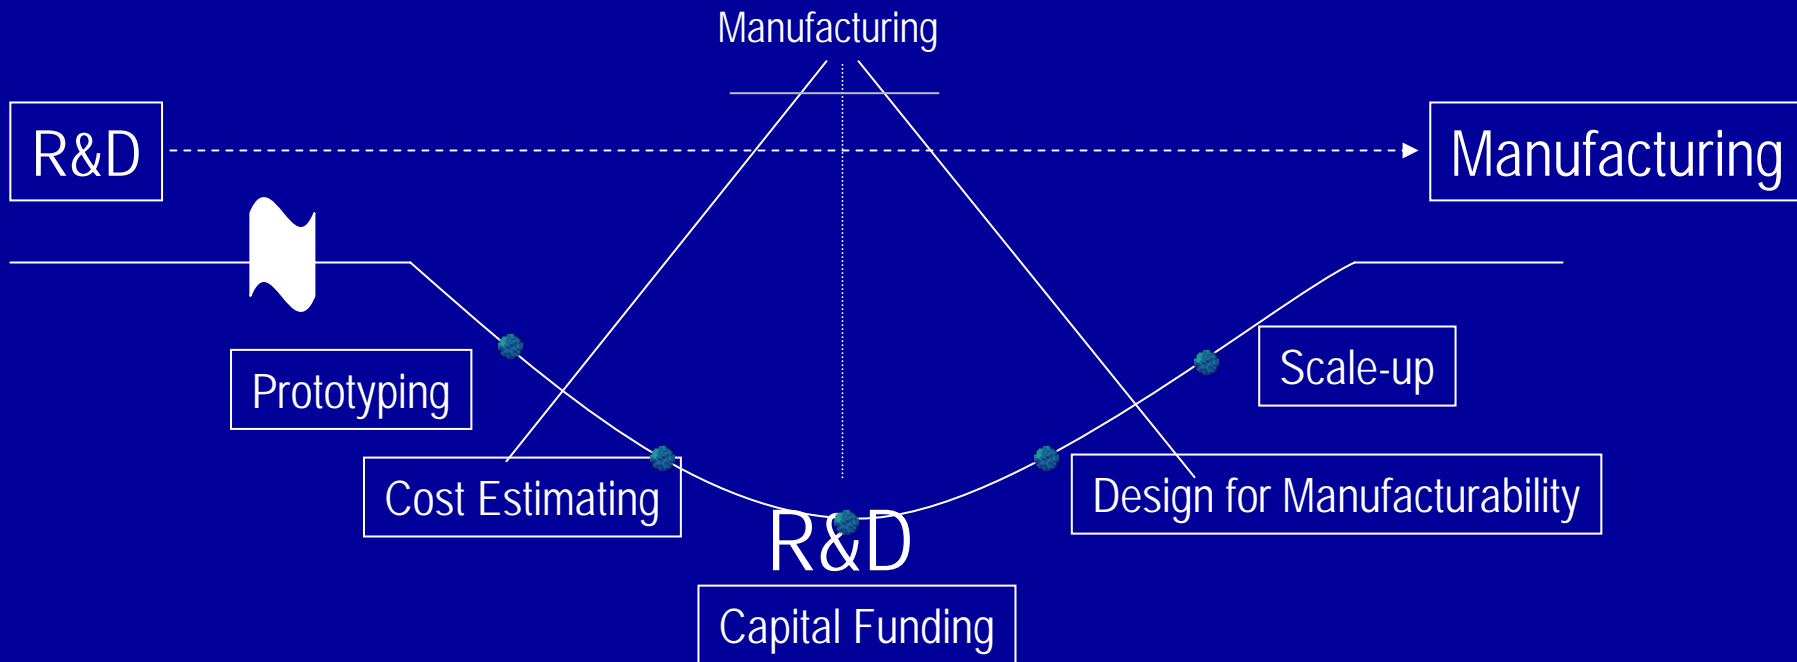 Manufacturing
R&D
Manufacturing
Prototyping
Scale-up
Cost Estimating
Design for Manufacturability
R&D
Capital Funding